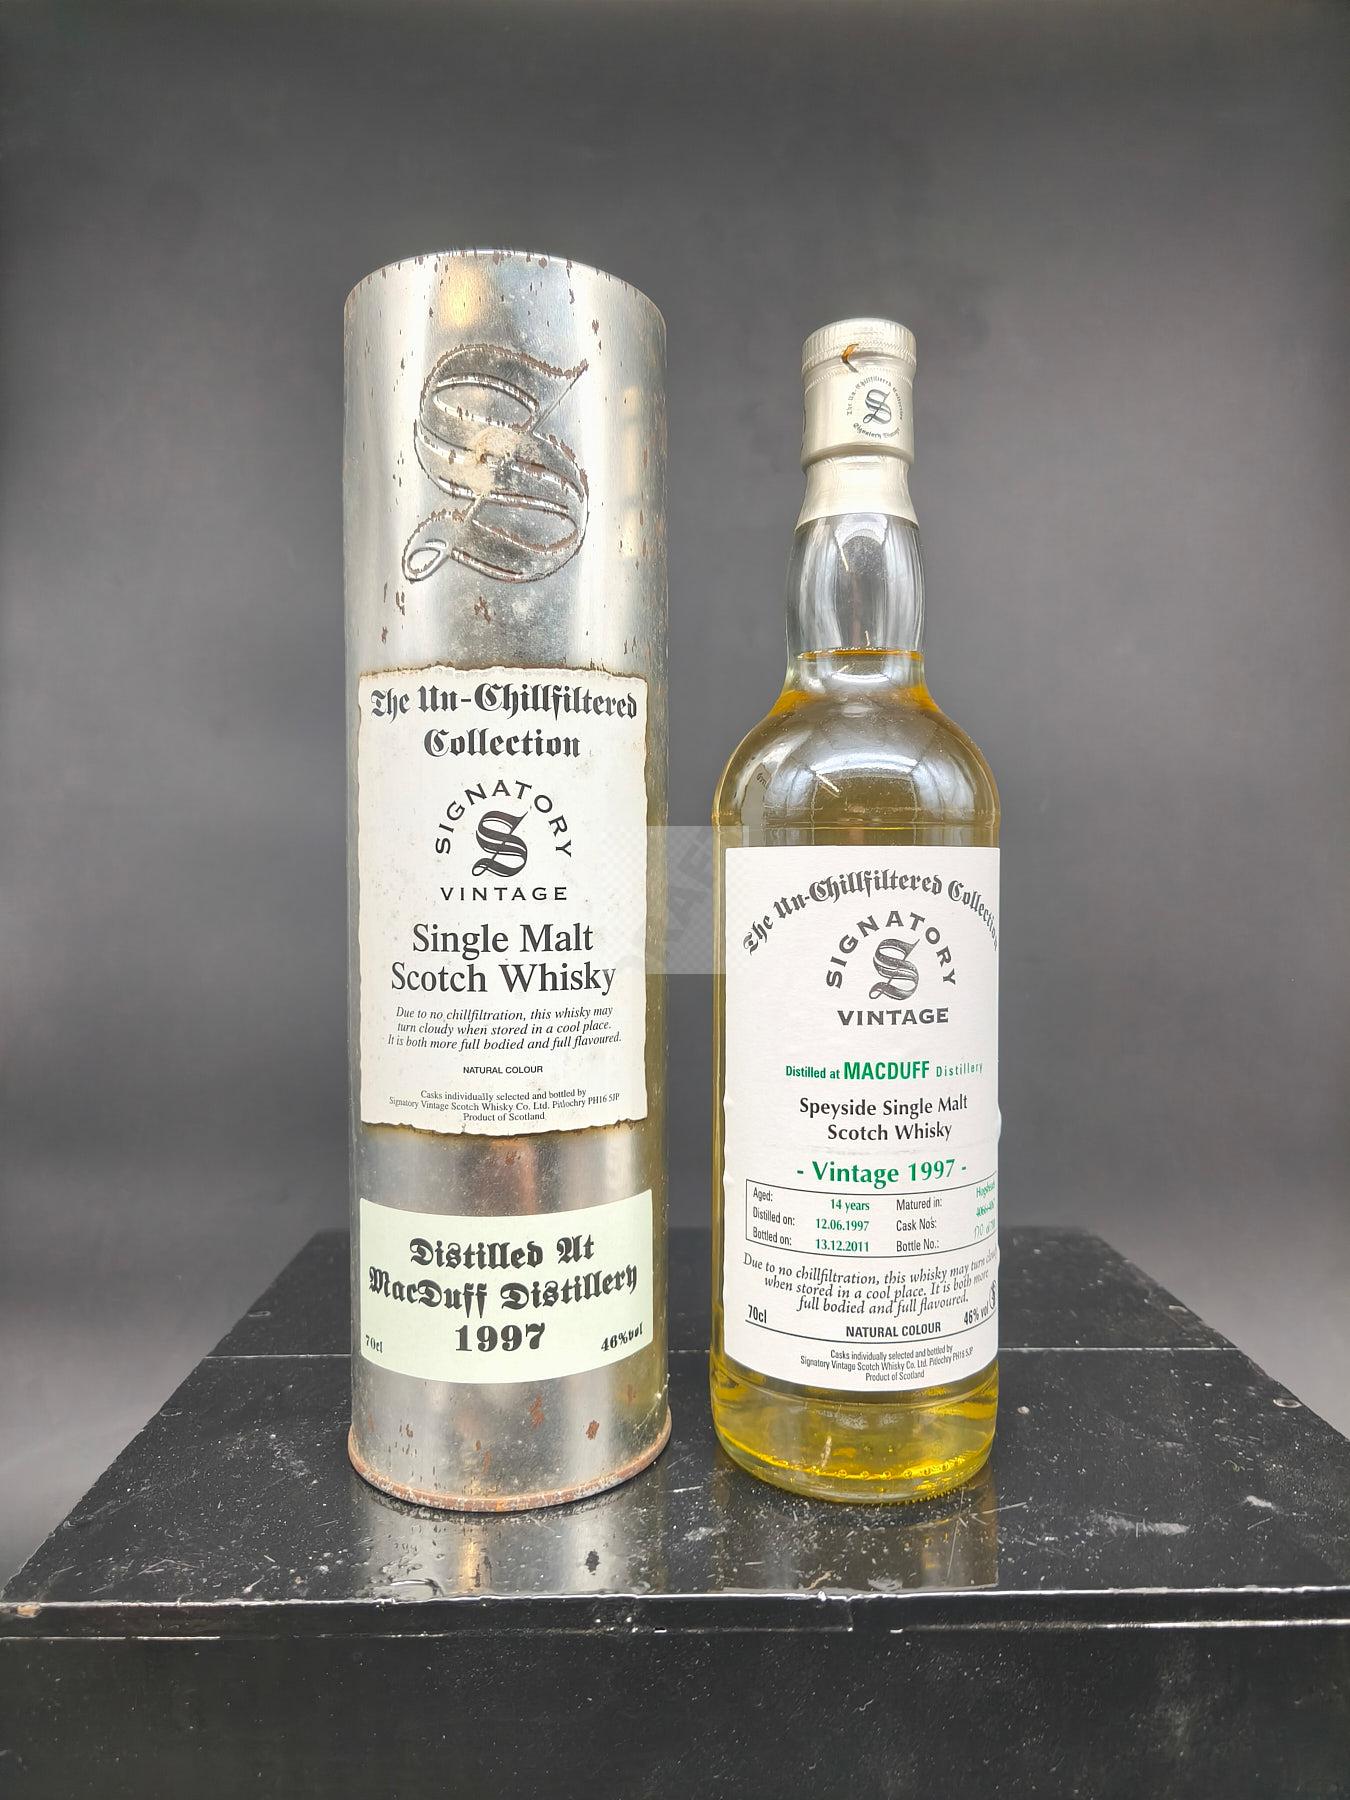 The Un-Chillfiltered
Collection
SIGNATORY
S
VINTAGE
Single Malt
Scotch Whisky
Due to no chillfiltration, this whisky may
turn cloudy when stored in a cool place.
It is both more full bodied and full flavoured.
NATURAL COLOUR
Casks individually selected and bottled by
Signatory Vintage Scotch Whisky Co. Ltd. Pitlochry PH16 5JP
Product of Scotland
Distilled At
MacDuff Distillery
1997
70cl
46%vol
The Un-Chillfiltered Collection
S
Signatory Vintage
The Un-Chillfiltered Collection
SIGNATORY
S
VINTAGE
Distilled at MACDUFF Distillery
Speyside Single Malt
Scotch Whisky
- Vintage 1997 -
Aged: 14 years Matured in:
Distilled on: 12.06.1997 Cask No's:
Bottled on: 13.12.2011 Bottle No.:
Due to no chillfiltration, this whisky may turn cloudy
when stored in a cool place. It is both more
full bodied and full flavoured.
70cl
46% vol
NATURAL COLOUR
Casks individually selected and bottled by
Signatory Vintage Scotch Whisky Co. Ltd. Pitlochry PH16 5JP
Product of Scotland